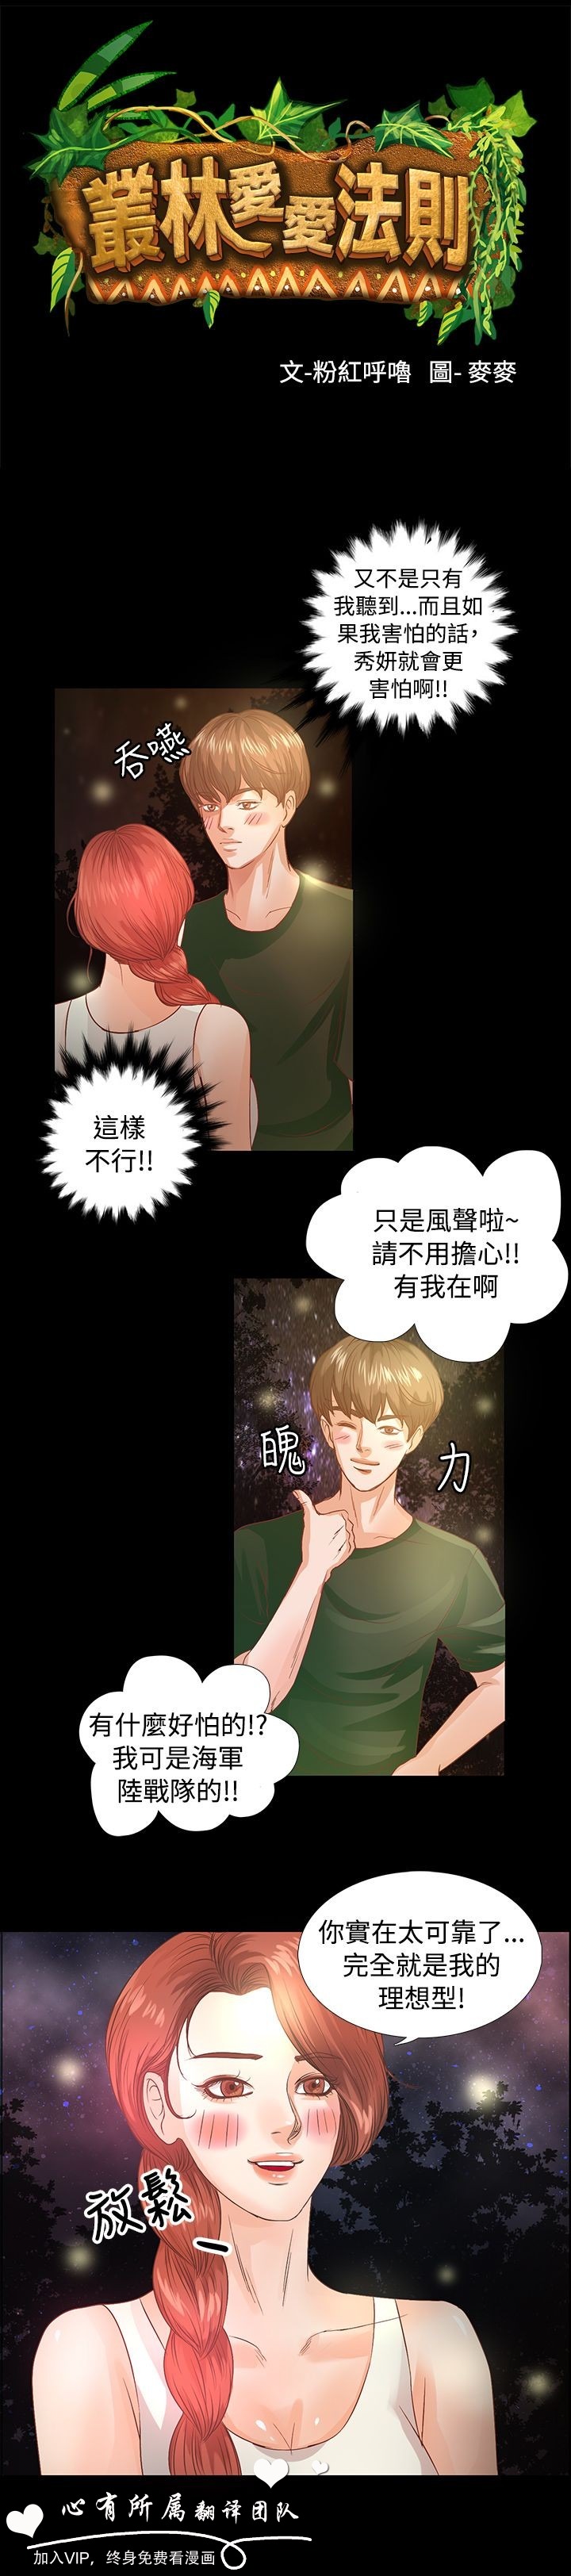 叢林愛愛法則
文-粉紅呼嚕 圖- 麥麥
又不是只有
我聽到...而且如
果我害怕的話，
秀妍就會更
害怕啊!!
吞嚥
這樣
不行!!
只是風聲啦~
請不用擔心!!
有我在啊
魄力
有什麼好怕的!?
我可是海軍
陸戰隊的!!
你實在太可靠了...
完全就是我的
理想型!
放鬆—
心有所属翻译团队
加入VIP，终身免费看漫画